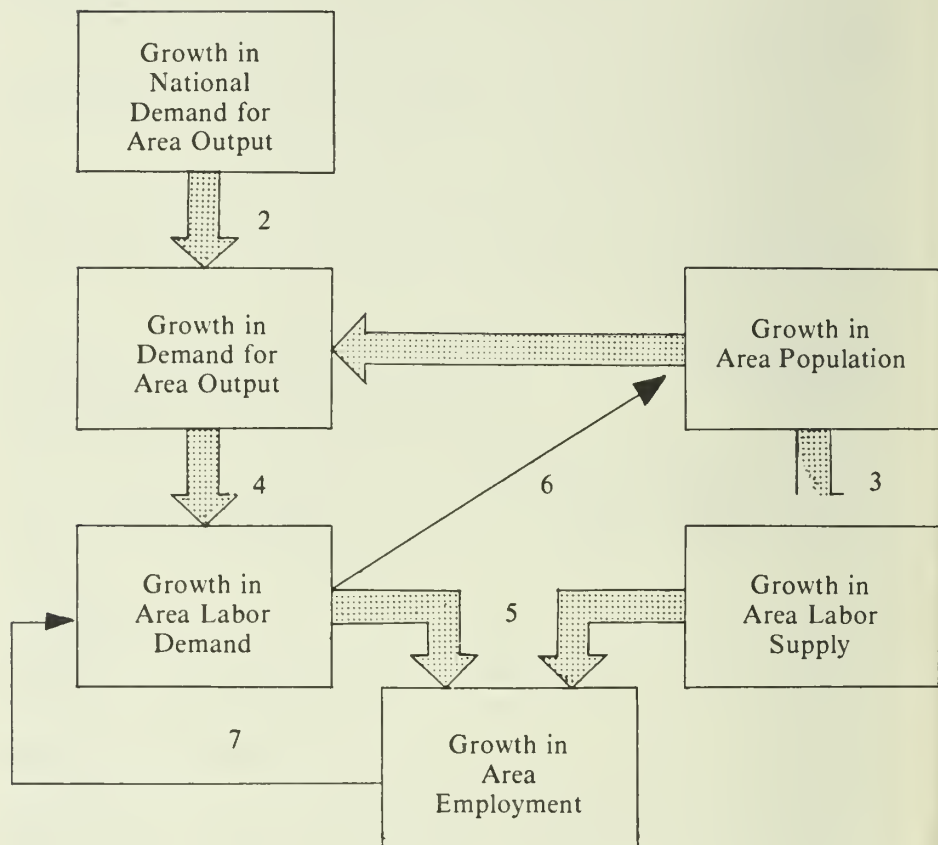 Growth in
National
Demand for
Area Output
2
Growth in
Demand for
Area Output
Growth in
Area Population
4
6
3
Growth in
Area Labor
Demand
5
Growth in
Area Labor
Supply
7
Growth in
Area
Employment